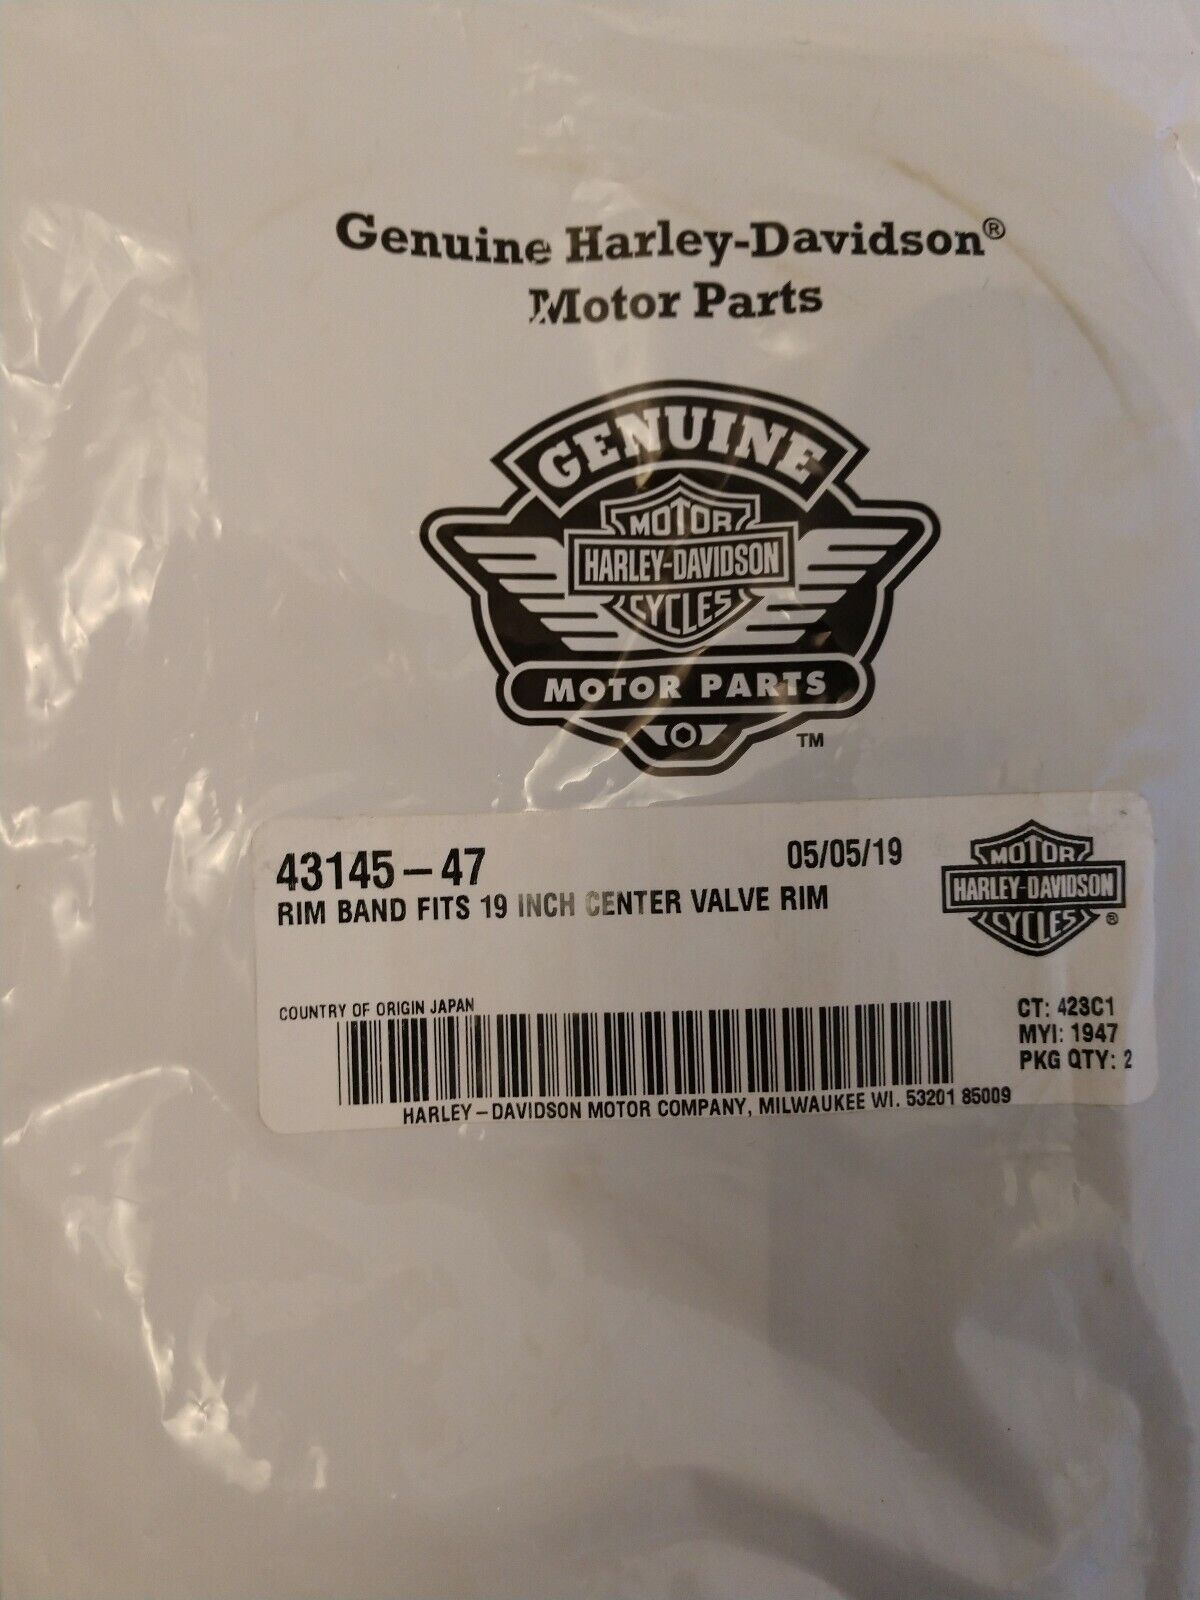 Genuine Harley-Davidson®
Motor Parts
GENUINE
MOTOR
HARLEY-DAVIDSON
CYCLES
MOTOR PARTS
TM
43145-47
05/05/19
RIM BAND FITS 19 INCH CENTER VALVE RIM
MOTOR
HARLEY-DAVIDSON
CYCLES
®
COUNTRY OF ORIGIN JAPAN
CT: 423C1
MYI: 1947
PKG QTY: 2
HARLEY-DAVIDSON MOTOR COMPANY, MILWAUKEE WI. 53201 85009